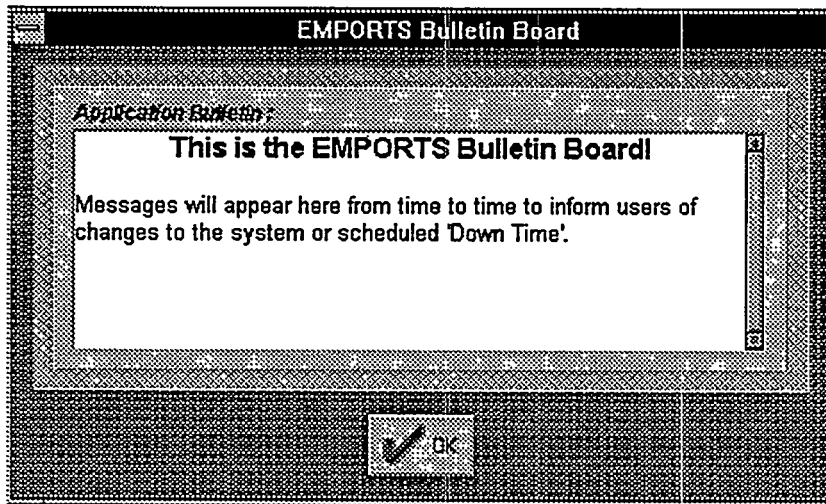 EMPORTS Bulletin Board
Application Bulletin :
This is the EMPORTS Bulletin Board!
Messages will appear here from time to time to inform users of
changes to the system or scheduled 'Down Time'.
OK